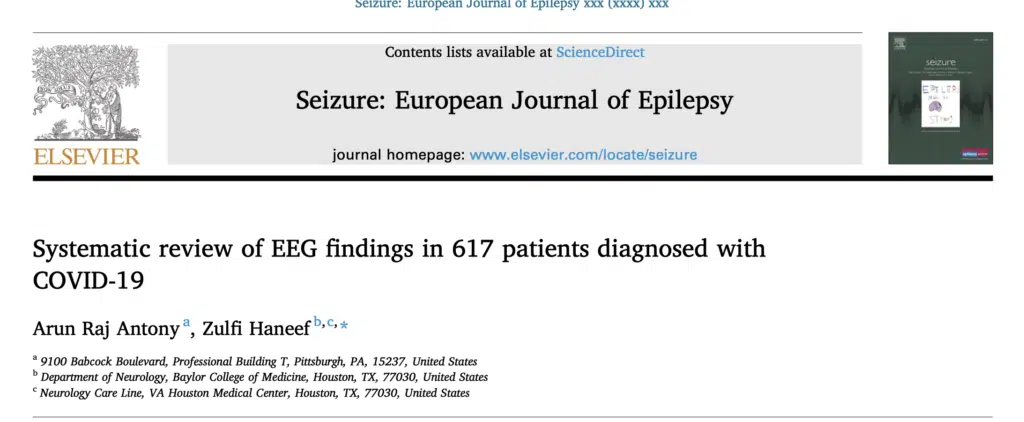 Seizure: European Journal of Epilepsy xxx (xxxx) xxx
Contents lists available at ScienceDirect
Seizure: European Journal of Epilepsy
journal homepage: www.elsevier.com/locate/seizure
ELSEVIER
seizure
Systematic review of EEG findings in 617 patients diagnosed with
COVID-19
Arun Raj Antony a, Zulfi Haneef b,c,*
a 9100 Babcock Boulevard, Professional Building T, Pittsburgh, PA, 15237, United States
b Department of Neurology, Baylor College of Medicine, Houston, TX, 77030, United States
c Neurology Care Line, VA Houston Medical Center, Houston, TX, 77030, United States